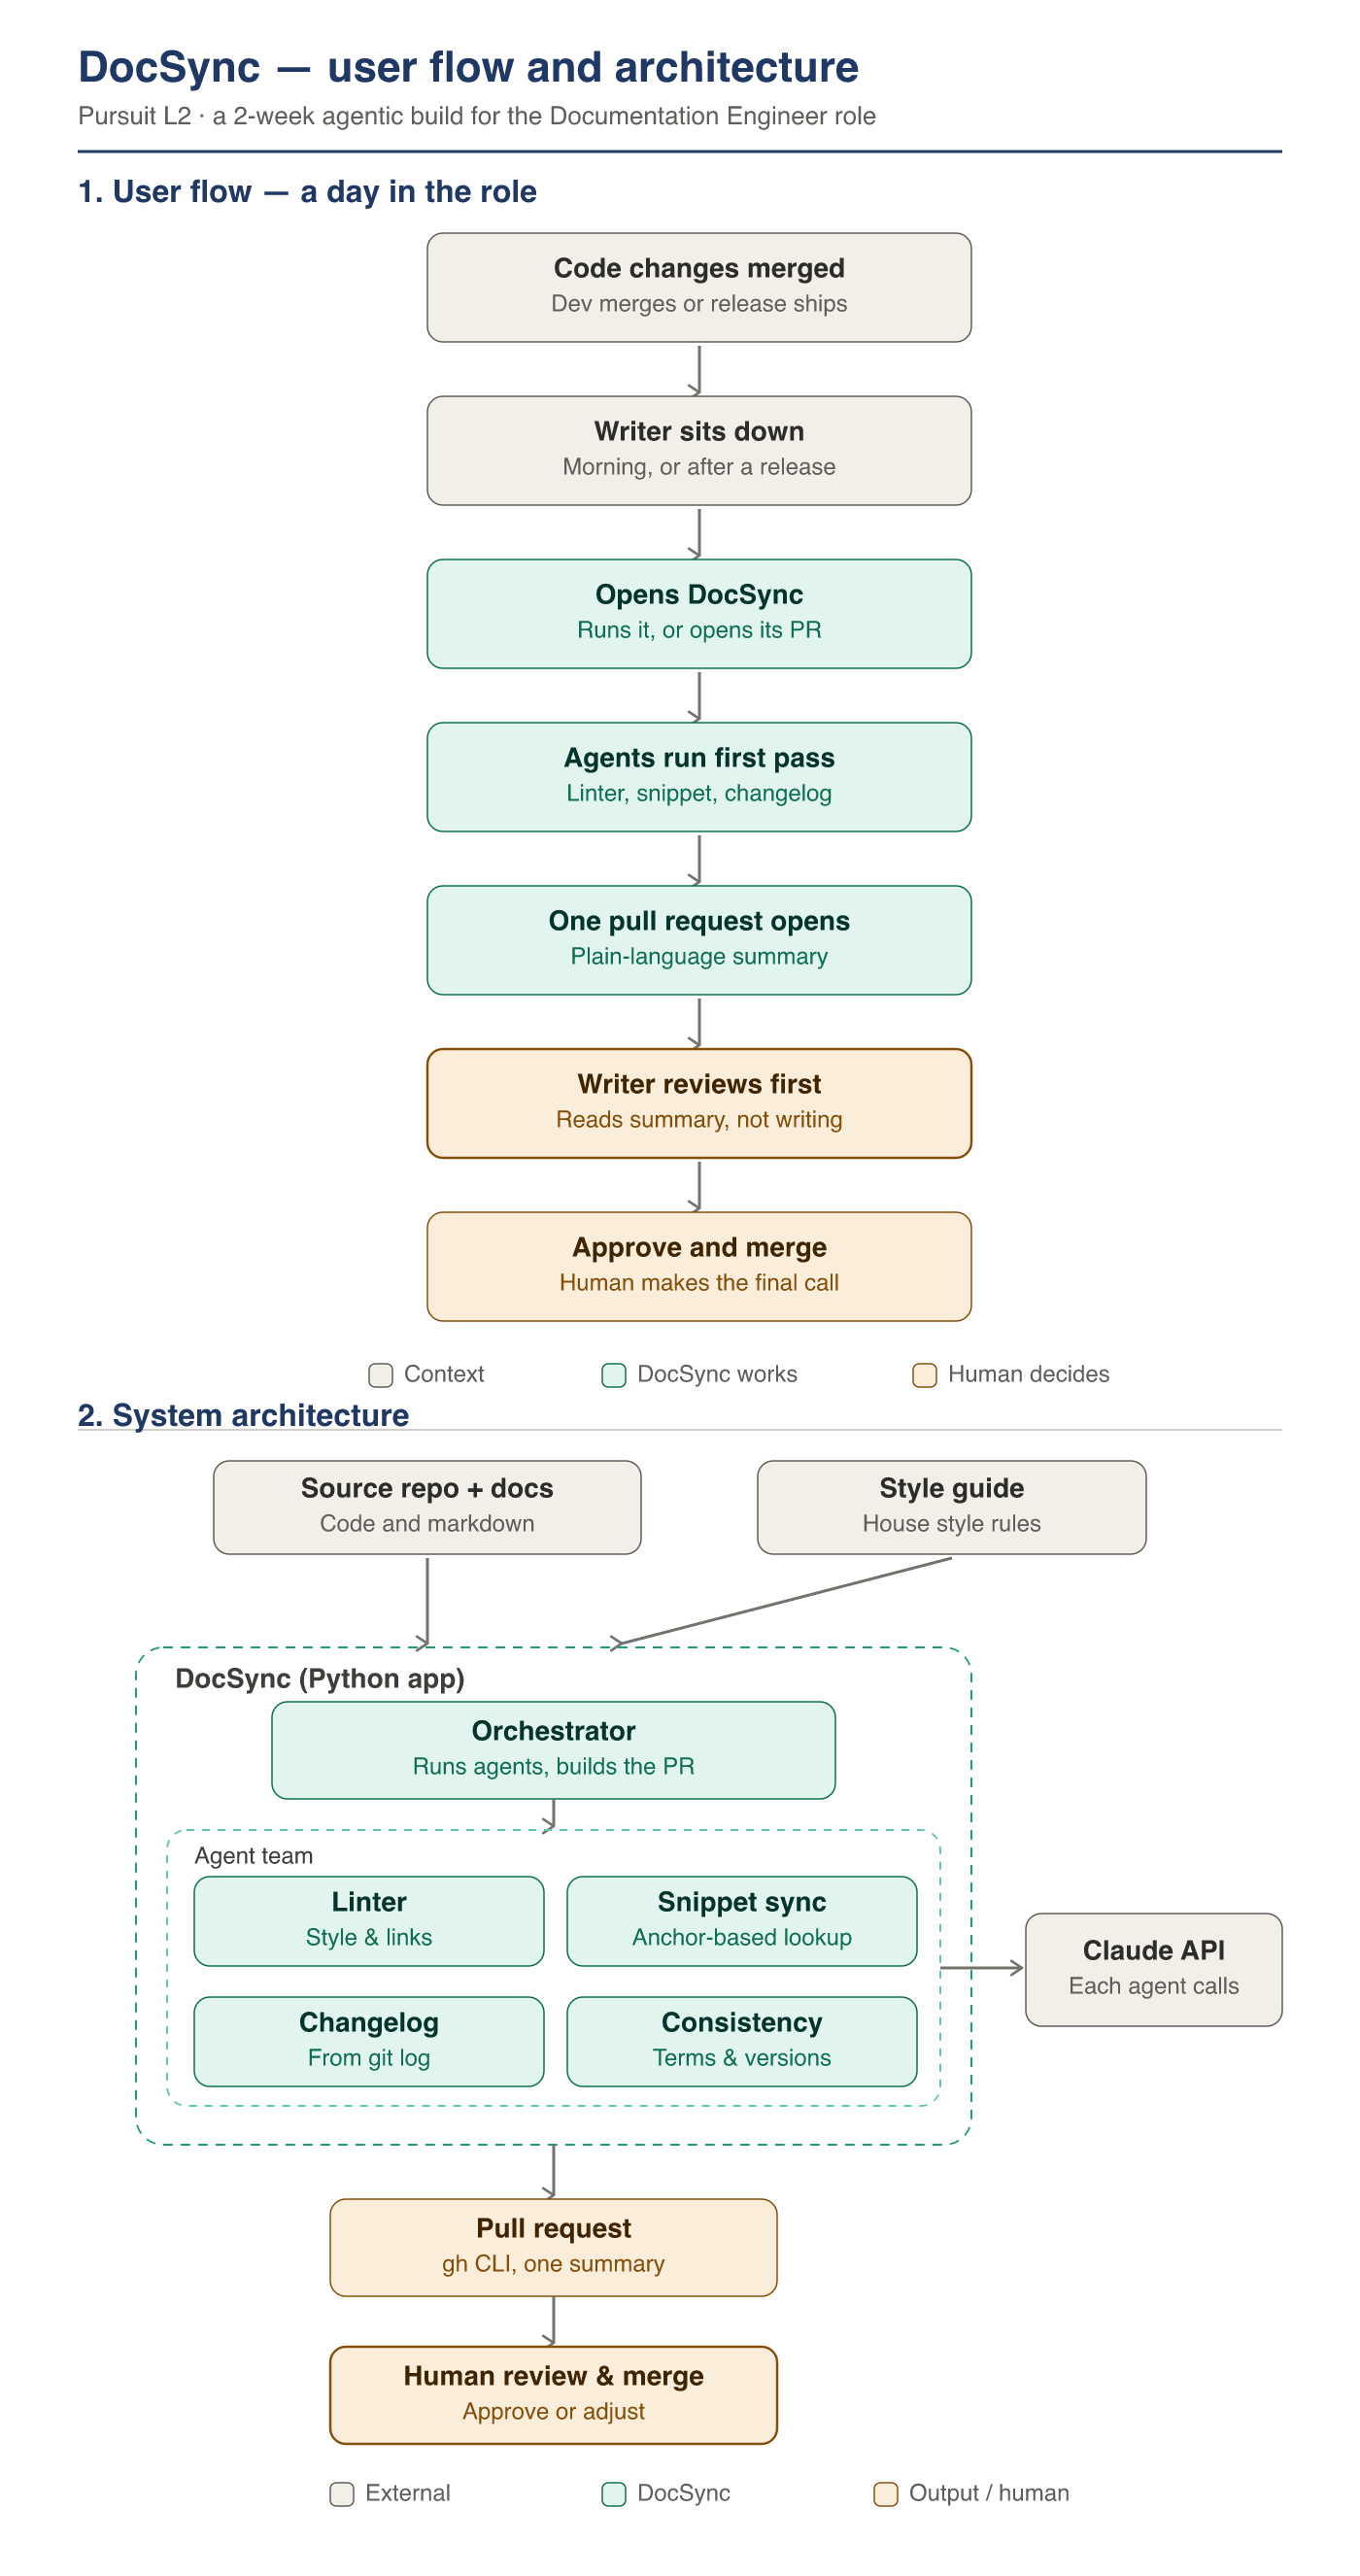 DocSync — user flow and architecture
Pursuit L2 · a 2-week agentic build for the Documentation Engineer role
1. User flow — a day in the role
Code changes merged
Dev merges or release ships
Writer sits down
Morning, or after a release
Opens DocSync
Runs it, or opens its PR
Agents run first pass
Linter, snippet, changelog
One pull request opens
Plain-language summary
Writer reviews first
Reads summary, not writing
Approve and merge
Human makes the final call
Context
DocSync works
Human decides
2. System architecture
Source repo + docs
Code and markdown
Style guide
House style rules
DocSync (Python app)
Orchestrator
Runs agents, builds the PR
Agent team
Linter
Style & links
Snippet sync
Anchor-based lookup
Changelog
From git log
Consistency
Terms & versions
Claude API
Each agent calls
Pull request
gh CLI, one summary
Human review & merge
Approve or adjust
External
DocSync
Output / human